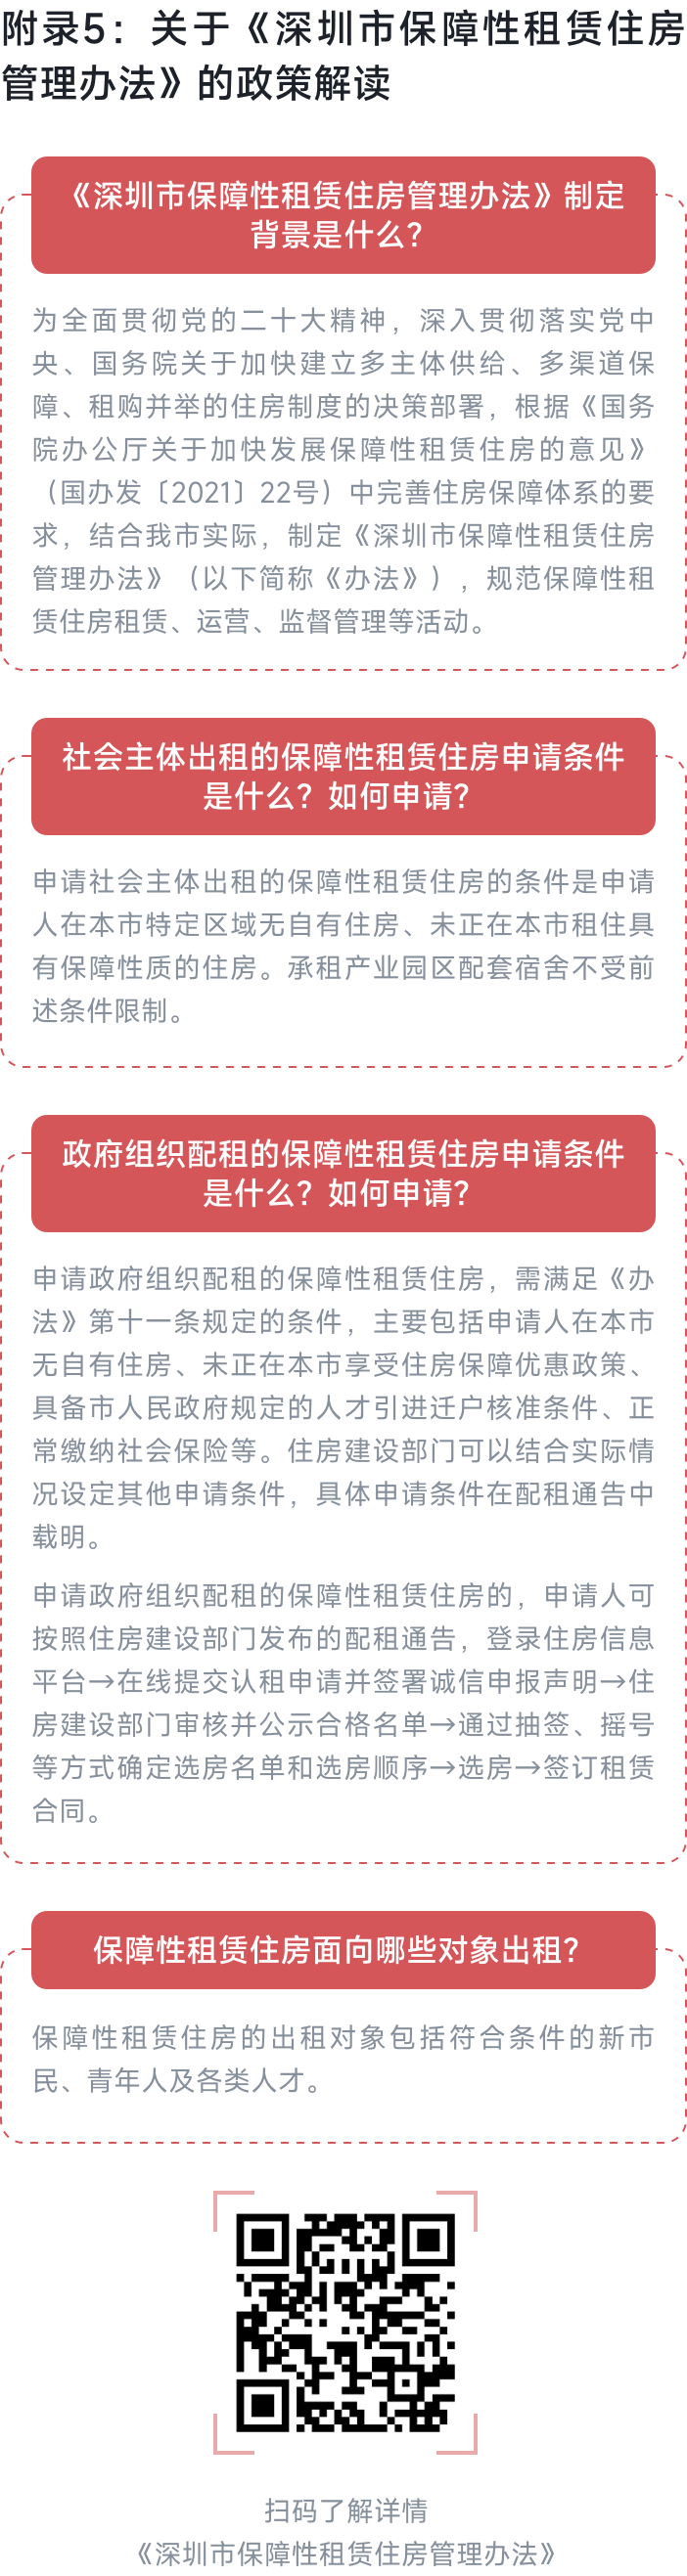 附录5：关于《深圳市保障性租赁住房
管理办法》的政策解读
《深圳市保障性租赁住房管理办法》制定
背景是什么？
为全面贯彻党的二十大精神，深入贯彻落实党中
央、国务院关于加快建立多主体供给、多渠道保
障、租购并举的住房制度的决策部署，根据《国务
院办公厅关于加快发展保障性租赁住房的意见》
（国办发〔2021〕22号）中完善住房保障体系的要
求，结合我市实际，制定《深圳市保障性租赁住房
管理办法》（以下简称《办法》），规范保障性租
赁住房租赁、运营、监督管理等活动。
社会主体出租的保障性租赁住房申请条件
是什么？如何申请？
申请社会主体出租的保障性租赁住房的条件是申请
人在本市特定区域无自有住房、未正在本市租住具
有保障性质的住房。承租产业园区配套宿舍不受前
述条件限制。
政府组织配租的保障性租赁住房申请条件
是什么？如何申请？
申请政府组织配租的保障性租赁住房，需满足《办
法》第十一条规定的条件，主要包括申请人在本市
无自有住房、未正在本市享受住房保障优惠政策、
具备市人民政府规定的人才引进迁户核准条件、正
常缴纳社会保险等。住房建设部门可以结合实际情
况设定其他申请条件，具体申请条件在配租通告中
载明。
申请政府组织配租的保障性租赁住房的，申请人可
按照住房建设部门发布的配租通告，登录住房信息
平台→在线提交认租申请并签署诚信申报声明→住
房建设部门审核并公示合格名单→通过抽签、摇号
等方式确定选房名单和选房顺序→选房→签订租赁
合同。
保障性租赁住房面向哪些对象出租？
保障性租赁住房的出租对象包括符合条件的新市
民、青年人及各类人才。
扫码了解详情
《深圳市保障性租赁住房管理办法》